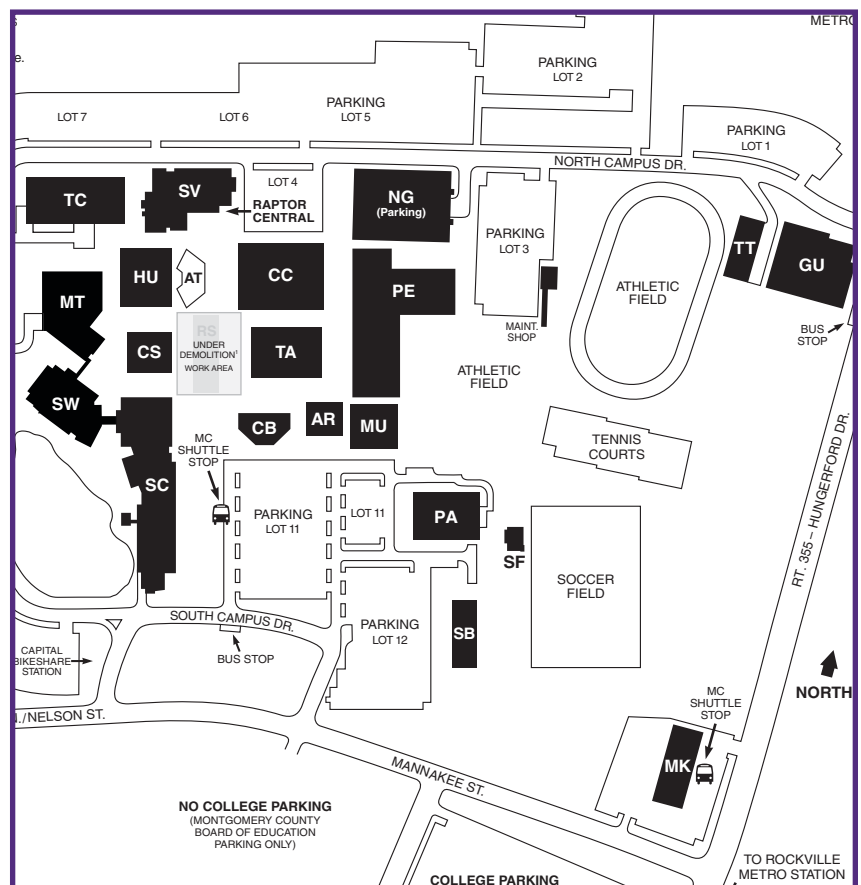 METRO
e.
PARKING
LOT 2
PARKING
LOT 5
LOT 7
LOT 6
PARKING
LOT 1
NORTH CAMPUS DR.
LOT 4
TC
SV
RAPTOR
CENTRAL
NG
(Parking)
PARKING
LOT 3
TT
GU
HU
AT
CC
PE
MT
ATHLETIC
FIELD
MAINT.
SHOP
BUS
STOP
RS
UNDER
DEMOLITION‡
WORK AREA
CS
TA
ATHLETIC
FIELD
SW
CB
AR
MU
TENNIS
COURTS
MC
SHUTTLE
STOP
SC
PARKING
LOT 11
LOT 11
PA
SF
SOCCER
FIELD
RT. 355 – HUNGERFORD DR.
SOUTH CAMPUS DR.
PARKING
LOT 12
SB
CAPITAL
BIKESHARE
STATION
BUS STOP
NORTH
MC
SHUTTLE
STOP
./NELSON ST.
MK
MANNAKEE ST.
NO COLLEGE PARKING
(MONTGOMERY COUNTY
BOARD OF EDUCATION
PARKING ONLY)
TO ROCKVILLE
METRO STATION
COLLEGE PARKING